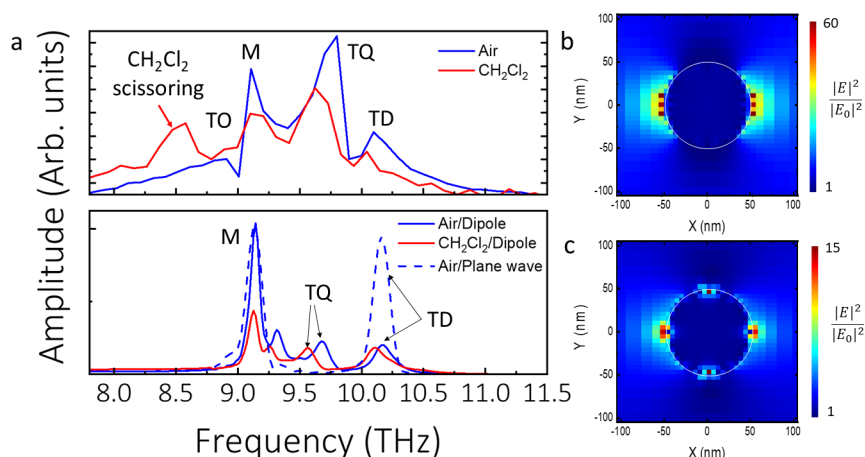 a
Amplitude (Arb. units)
CH₂Cl₂
scissoring
TO
M
TQ
TD
Air
CH₂Cl₂
M
TQ
TD
Air/Dipole
CH₂Cl₂/Dipole
Air/Plane wave
8.0 8.5 9.0 9.5 10.0 10.5 11.0 11.5
Frequency (THz)
b
100
50
0
-50
-100
Y (nm)
-100 -50 0 50 100
X (nm)
60
|E|²
|E₀|²
1
c
100
50
0
-50
-100
Y (nm)
-100 -50 0 50 100
X (nm)
15
|E|²
|E₀|²
1